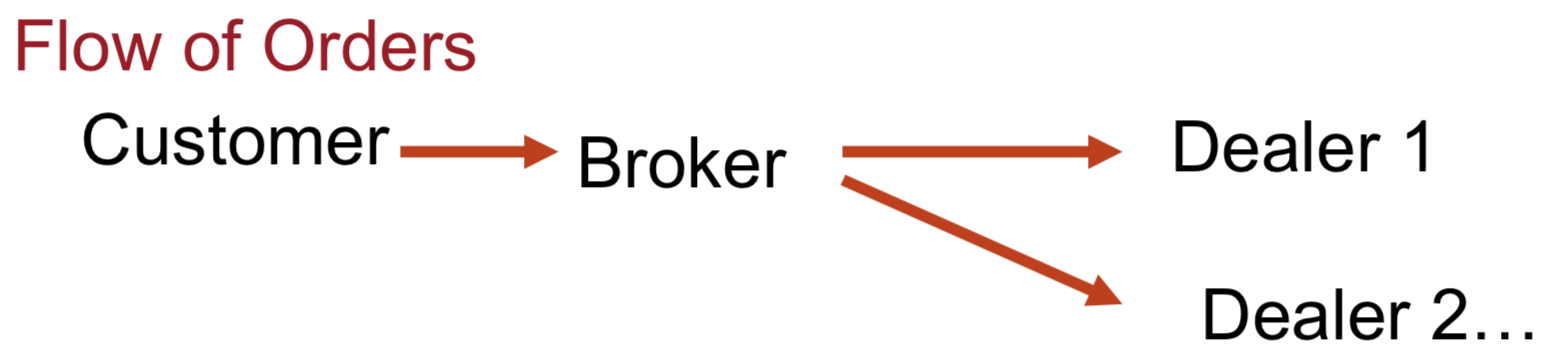 Flow of Orders
Customer
Broker
Dealer 1
Dealer 2…